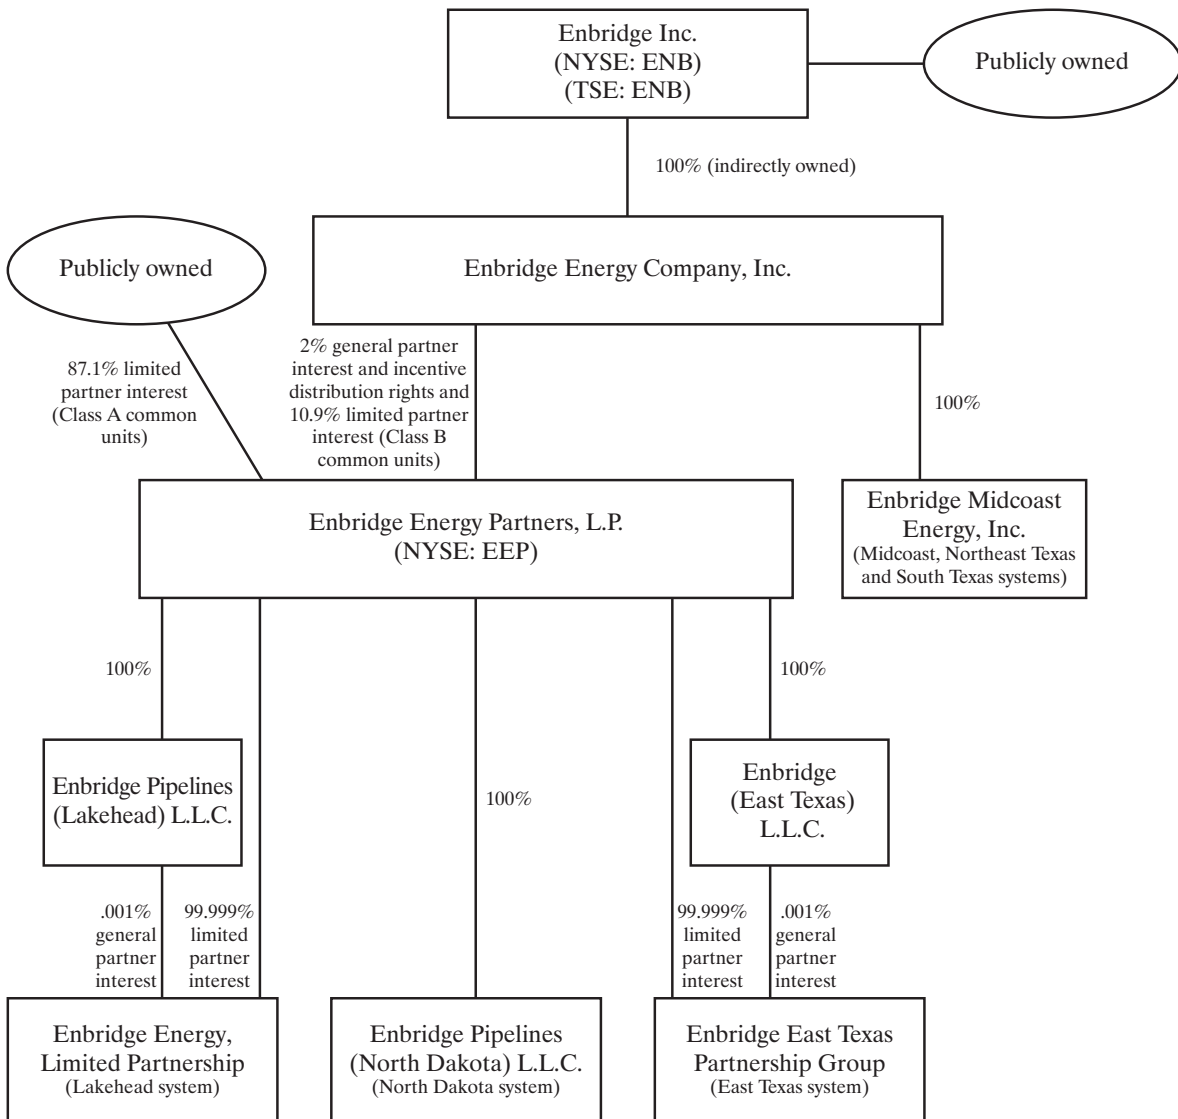 Enbridge Inc.
(NYSE: ENB)
(TSE: ENB)
Publicly owned
100% (indirectly owned)
Publicly owned
Enbridge Energy Company, Inc.
87.1% limited
partner interest
(Class A common
units)
2% general partner
interest and incentive
distribution rights and
10.9% limited partner
interest (Class B
common units)
100%
Enbridge Energy Partners, L.P.
(NYSE: EEP)
Enbridge Midcoast
Energy, Inc.
(Midcoast, Northeast Texas
and South Texas systems)
100%
100%
Enbridge Pipelines
(Lakehead) L.L.C.
100%
Enbridge
(East Texas)
L.L.C.
.001%
general
partner
interest
99.999%
limited
partner
interest
99.999%
limited
partner
interest
.001%
general
partner
interest
Enbridge Energy,
Limited Partnership
(Lakehead system)
Enbridge Pipelines
(North Dakota) L.L.C.
(North Dakota system)
Enbridge East Texas
Partnership Group
(East Texas system)